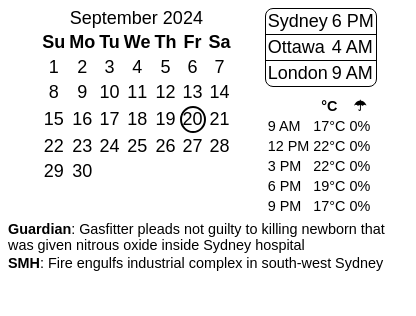 September 2024
Su Mo Tu We Th Fr Sa
1 2 3 4 5 6 7
8 9 10 11 12 13 14
15 16 17 18 19 20 21
22 23 24 25 26 27 28
29 30
Sydney 6 PM
Ottawa 4 AM
London 9 AM
°C ☂
9 AM 17°C 0%
12 PM 22°C 0%
3 PM 22°C 0%
6 PM 19°C 0%
9 PM 17°C 0%
Guardian: Gasfitter pleads not guilty to killing newborn that
was given nitrous oxide inside Sydney hospital
SMH: Fire engulfs industrial complex in south-west Sydney